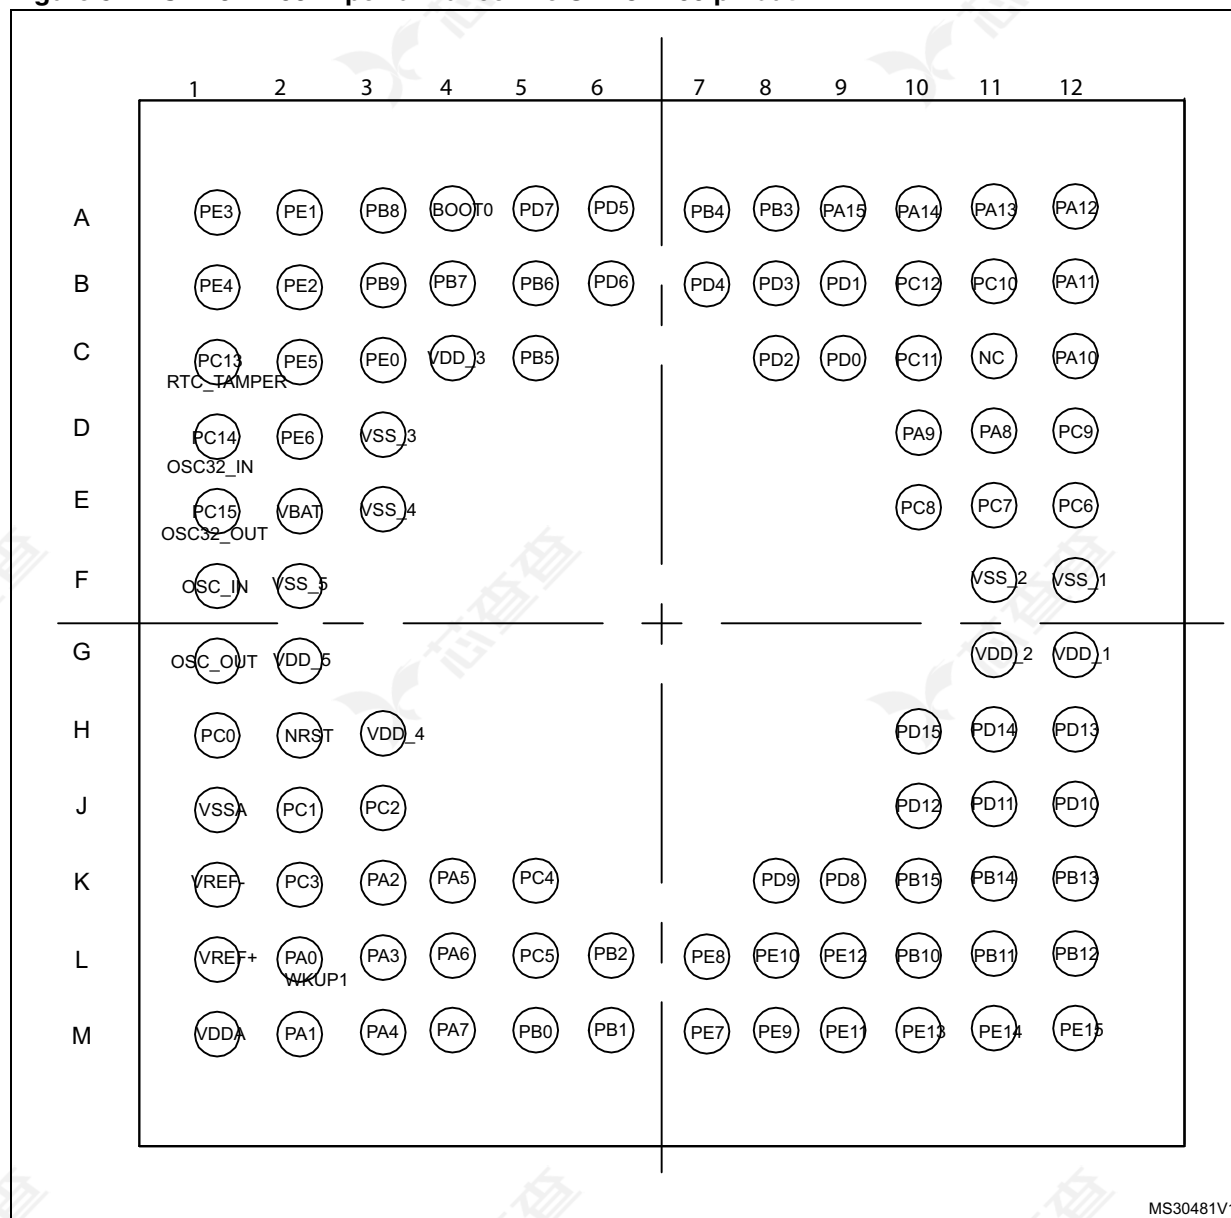 1 2 3 4 5 6 7 8 9 10 11 12
A PE3 PE1 PB8 BOOT0 PD7 PD5 PB4 PB3 PA15 PA14 PA13 PA12
B PE4 PE2 PB9 PB7 PB6 PD6 PD4 PD3 PD1 PC12 PC10 PA11
C PC13 PE5 PE0 VDD_3 PB5 PD2 PD0 PC11 NC PA10
RTC_TAMPER
D PC14 PE6 VSS_3 PA9 PA8 PC9
OSC32_IN
E PC15 VBAT VSS_4 PC8 PC7 PC6
OSC32_OUT
F OSC_IN VSS_5 VSS_2 VSS_1
G OSC_OUT VDD_5 VDD_2 VDD_1
H PC0 NRST VDD_4 PD15 PD14 PD13
J VSSA PC1 PC2 PD12 PD11 PD10
K VREF- PC3 PA2 PA5 PC4 PD9 PD8 PB15 PB14 PB13
L VREF+ PA0 PA3 PA6 PC5 PB2 PE8 PE10 PE12 PB10 PB11 PB12
WKUP1
M VDDA PA1 PA4 PA7 PB0 PB1 PE7 PE9 PE11 PE13 PE14 PE15
芯查查
MS30481V1